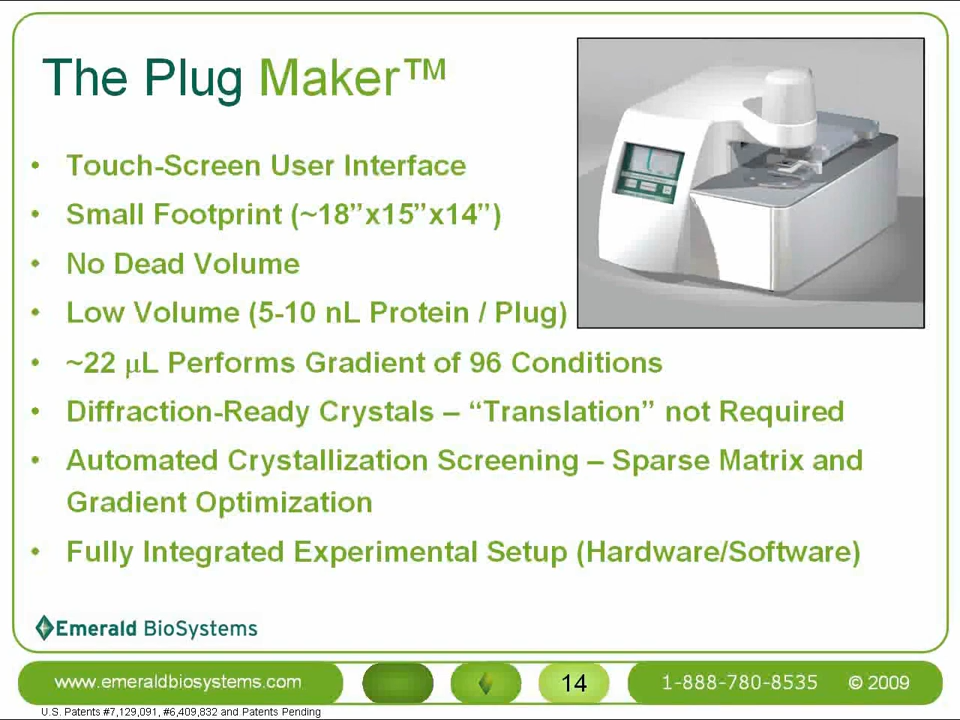 The Plug Maker™
• Touch-Screen User Interface
• Small Footprint (~18”x15”x14”)
• No Dead Volume
• Low Volume (5-10 nL Protein / Plug)
• ~22 μL Performs Gradient of 96 Conditions
• Diffraction-Ready Crystals – “Translation” not Required
• Automated Crystallization Screening – Sparse Matrix and
Gradient Optimization
• Fully Integrated Experimental Setup (Hardware/Software)
Emerald BioSystems
www.emeraldbiosystems.com 14 1-888-780-8535 © 2009
U.S. Patents #7,129,091, #6,409,832 and Patents Pending